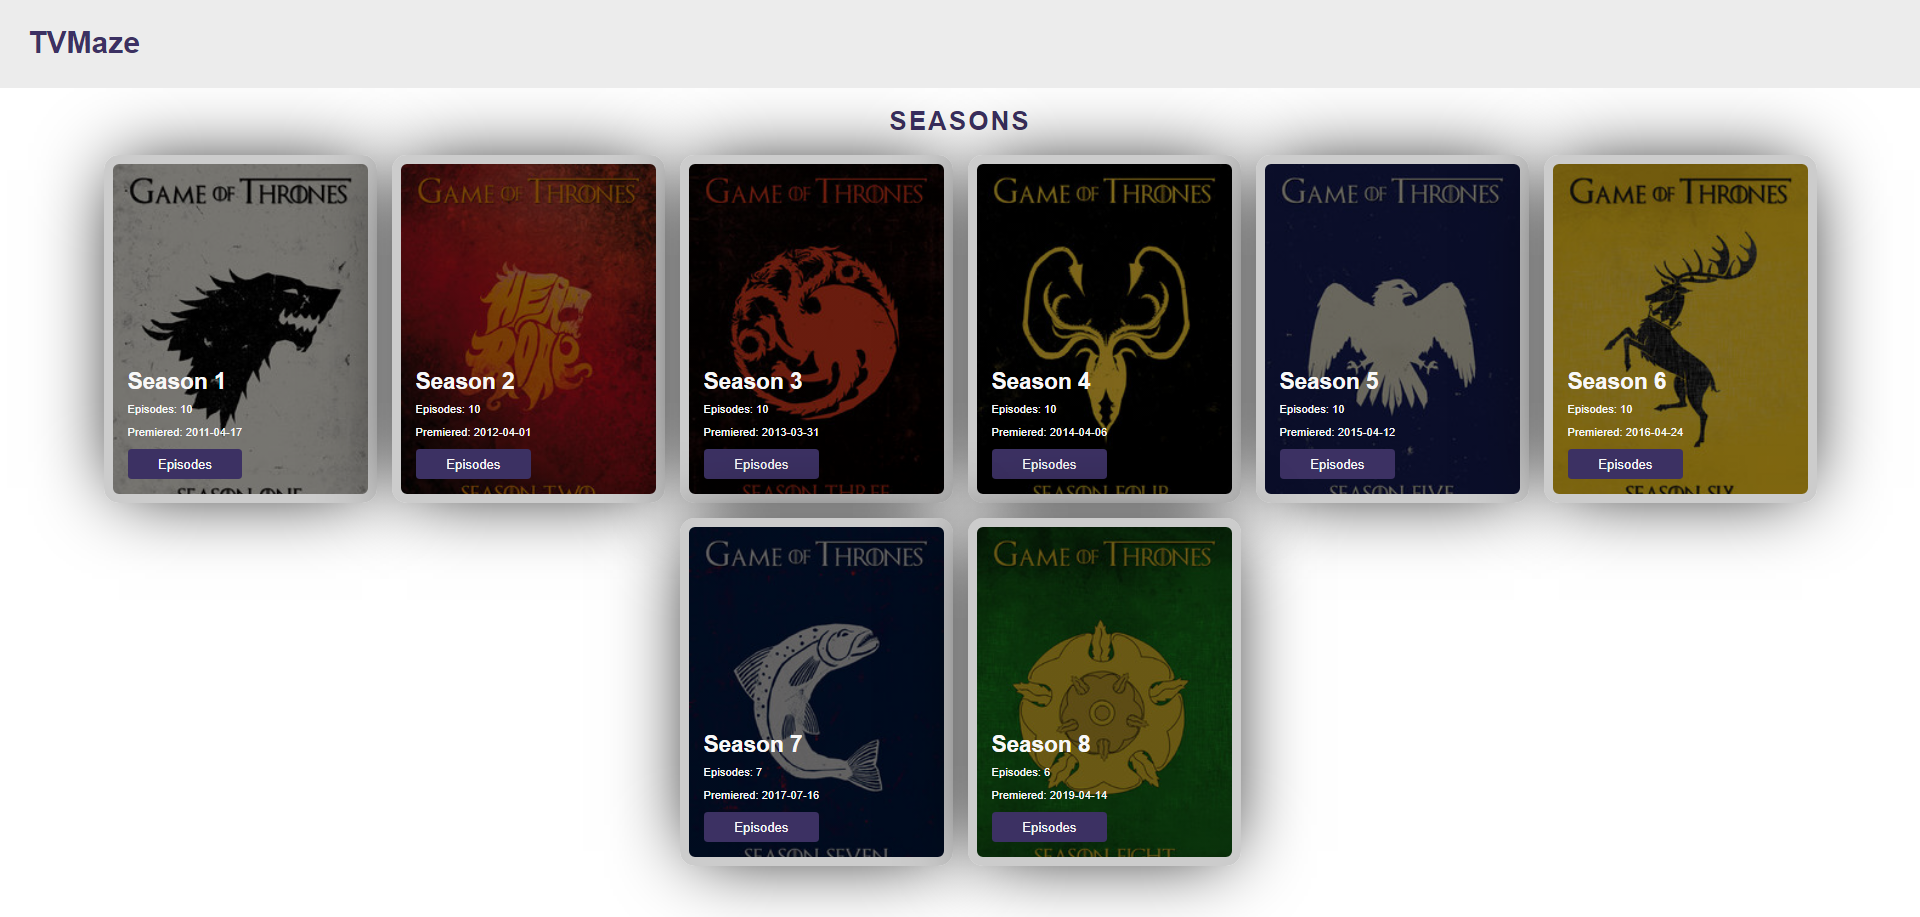 TVMaze
SEASONS
GAME OF THRONES
Season 1
Episodes: 10
Premiered: 2011-04-17
Episodes
SEASON ONE
GAME OF THRONES
HEAR
ROAR
Season 2
Episodes: 10
Premiered: 2012-04-01
Episodes
SEASON TWO
GAME OF THRONES
Season 3
Episodes: 10
Premiered: 2013-03-31
Episodes
SEASON THREE
GAME OF THRONES
Season 4
Episodes: 10
Premiered: 2014-04-06
Episodes
SEASON FOUR
GAME OF THRONES
Season 5
Episodes: 10
Premiered: 2015-04-12
Episodes
SEASON FIVE
GAME OF THRONES
Season 6
Episodes: 10
Premiered: 2016-04-24
Episodes
SEASON SIX
GAME OF THRONES
Season 7
Episodes: 7
Premiered: 2017-07-16
Episodes
SEASON SEVEN
GAME OF THRONES
Season 8
Episodes: 6
Premiered: 2019-04-14
Episodes
SEASON EIGHT